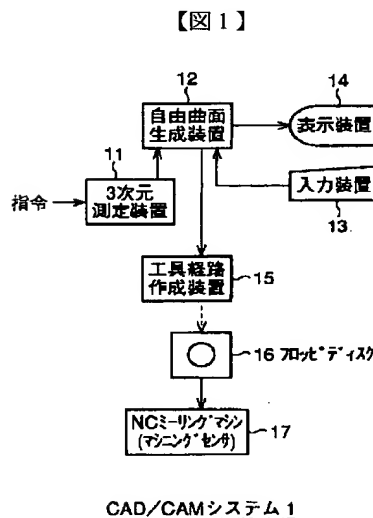 【図１】
12
自由曲面
生成装置
14
表示装置
11
3次元
測定装置
指令
入力装置
13
工具経路
作成装置
15
16 フロッピディスク
NCミーリングマシン
(マシニングセンサ)
17
CAD/CAMシステム 1